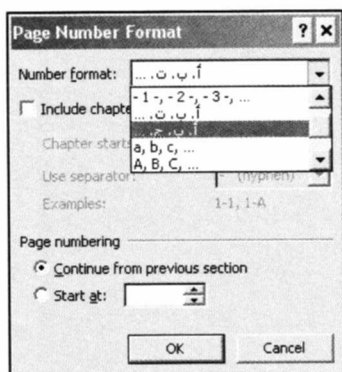 Page Number Format
Number format: أ. ب. ت. ...
- 1 -, - 2 -, - 3 -, ...
أ. ب. ت. ...
أ. ب. ج. ...
a, b, c, ...
A, B, C, ...
Include chapte
Chapter starts
Use separator: - (hyphen)
Examples: 1-1, 1-A
Page numbering
Continue from previous section
Start at:
OK Cancel